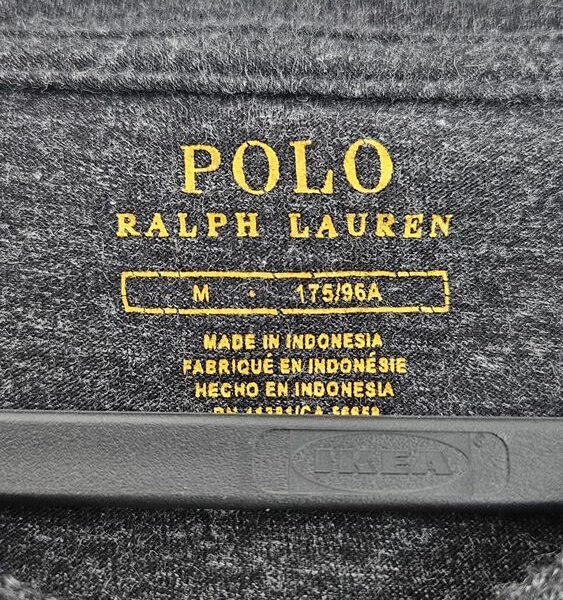 POLO
RALPH LAUREN
M · 175/96A
MADE IN INDONESIA
FABRIQUÉ EN INDONÉSIE
HECHO EN INDONESIA
IKEA